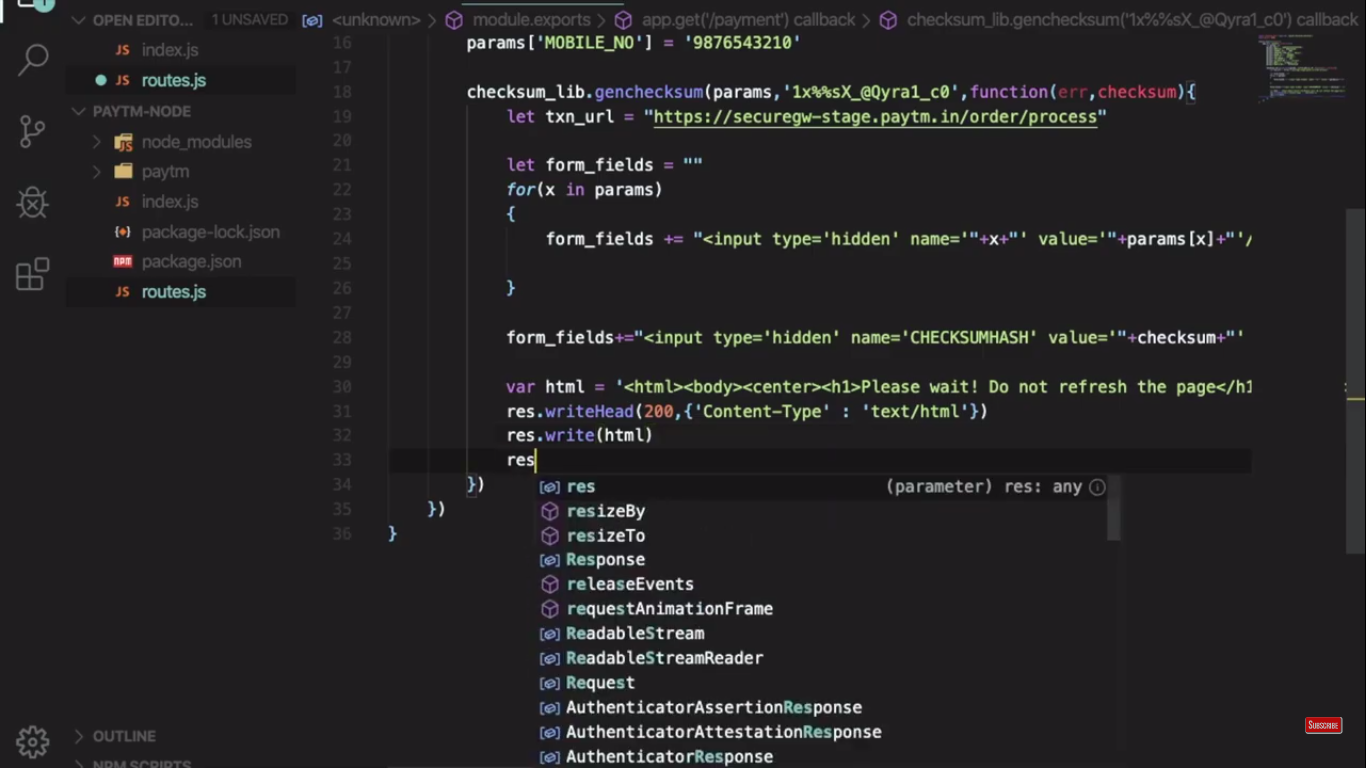 OPEN EDITO... 1 UNSAVED
<unknown> > module.exports > app.get('/payment') callback > checksum_lib.genchecksum('1x%%sX_@Qyra1_c0') callback
JS index.js
JS routes.js
PAYTM-NODE
node_modules
paytm
JS index.js
package-lock.json
package.json
JS routes.js
16 params['MOBILE_NO'] = '9876543210'
17
18 checksum_lib.genchecksum(params,'1x%%sX_@Qyra1_c0',function(err,checksum){
19 let txn_url = "https://securegw-stage.paytm.in/order/process"
20
21 let form_fields = ""
22 for(x in params)
23 {
24 form_fields += "<input type='hidden' name='"+x+"' value='"+params[x]+"'/
25
26 }
27
28 form_fields+="<input type='hidden' name='CHECKSUMHASH' value='"+checksum+"'
29
30 var html = '<html><body><center><h1>Please wait! Do not refresh the page</h1
31 res.writeHead(200,{'Content-Type' : 'text/html'})
32 res.write(html)
33 res
34 })
35 })
36 }
res (parameter) res: any
resizeBy
resizeTo
Response
releaseEvents
requestAnimationFrame
ReadableStream
ReadableStreamReader
Request
AuthenticatorAssertionResponse
AuthenticatorAttestationResponse
AuthenticatorResponse
OUTLINE
NPM SCRIPTS
SUBSCRIBE